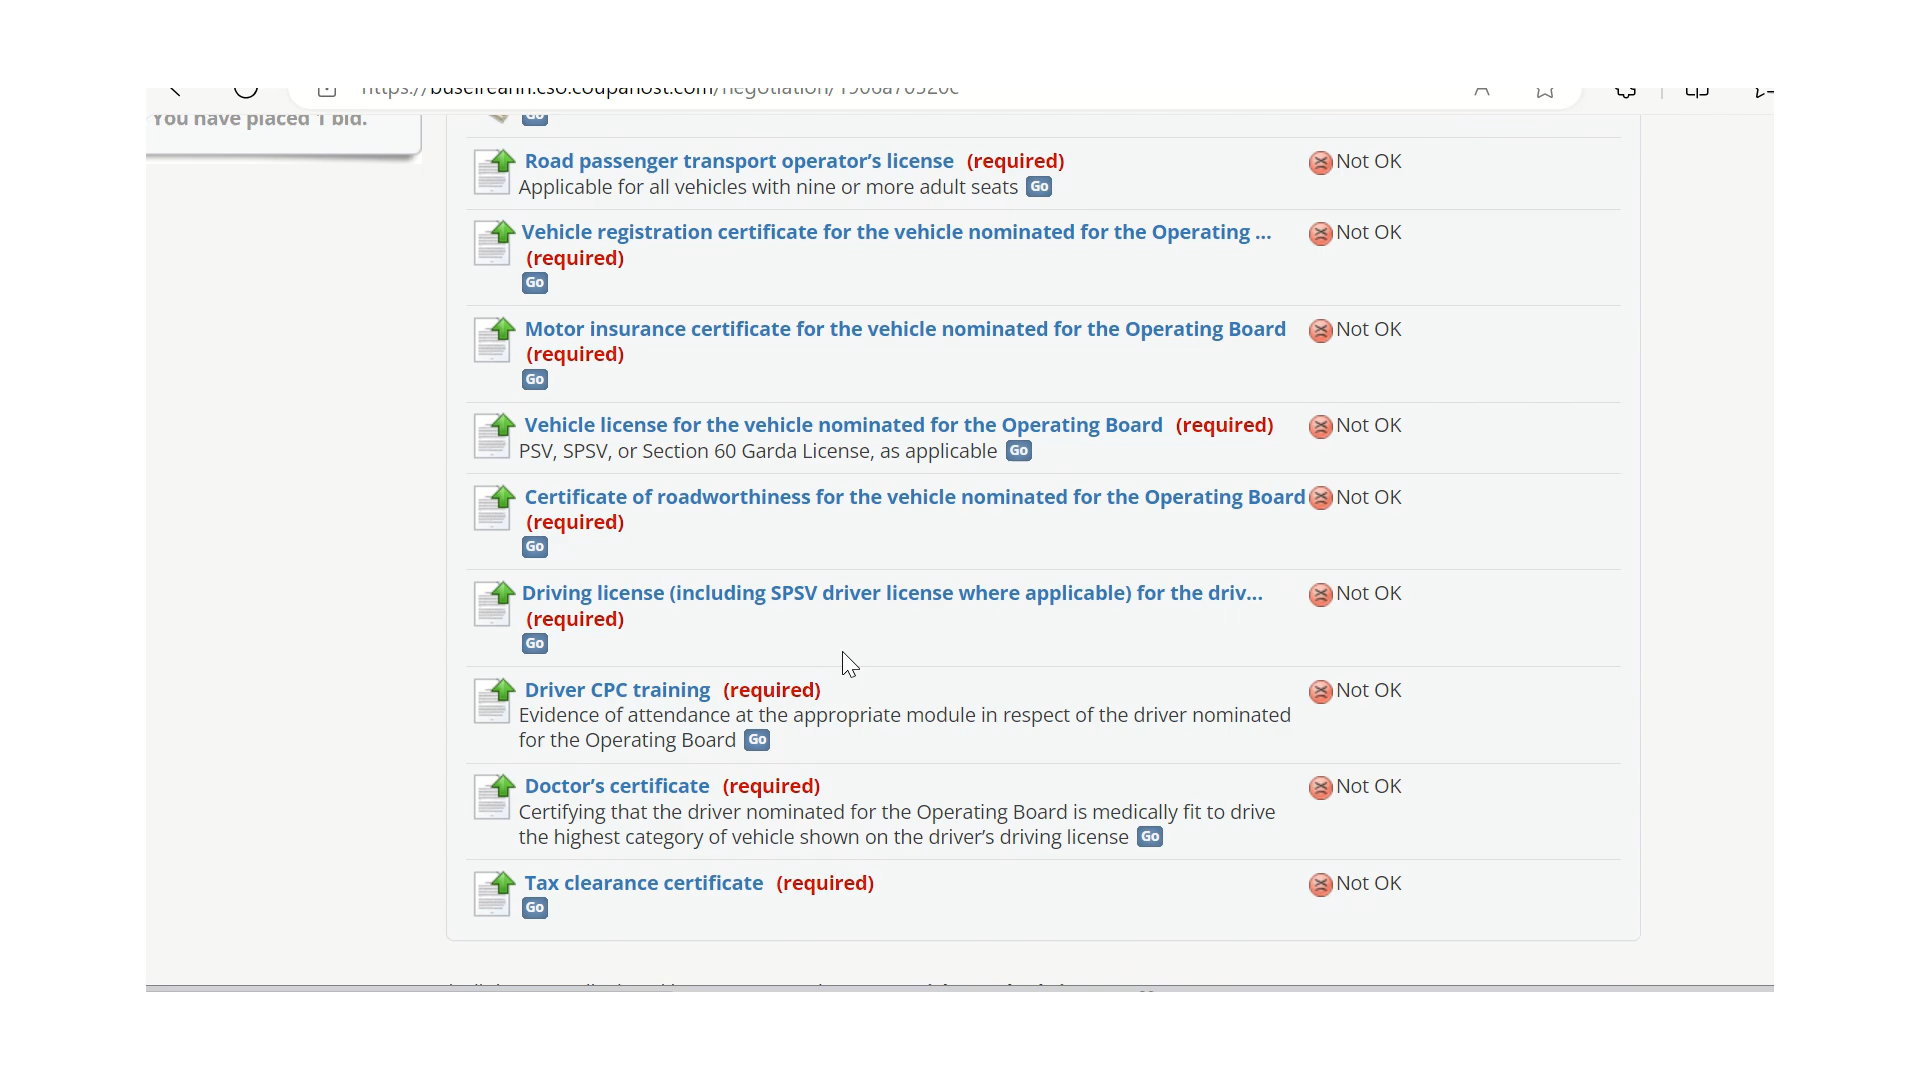 https://buseireann.cso.coupahost.com/negotiation/
You have placed 1 bid.
Go
Road passenger transport operator's license (required)
Not OK
Applicable for all vehicles with nine or more adult seats Go
Vehicle registration certificate for the vehicle nominated for the Operating ...
Not OK
(required)
Go
Motor insurance certificate for the vehicle nominated for the Operating Board
Not OK
(required)
Go
Vehicle license for the vehicle nominated for the Operating Board (required)
Not OK
PSV, SPSV, or Section 60 Garda License, as applicable Go
Certificate of roadworthiness for the vehicle nominated for the Operating Board
Not OK
(required)
Go
Driving license (including SPSV driver license where applicable) for the driv...
Not OK
(required)
Go
Driver CPC training (required)
Not OK
Evidence of attendance at the appropriate module in respect of the driver nominated
for the Operating Board Go
Doctor's certificate (required)
Not OK
Certifying that the driver nominated for the Operating Board is medically fit to drive
the highest category of vehicle shown on the driver's driving license Go
Tax clearance certificate (required)
Not OK
Go